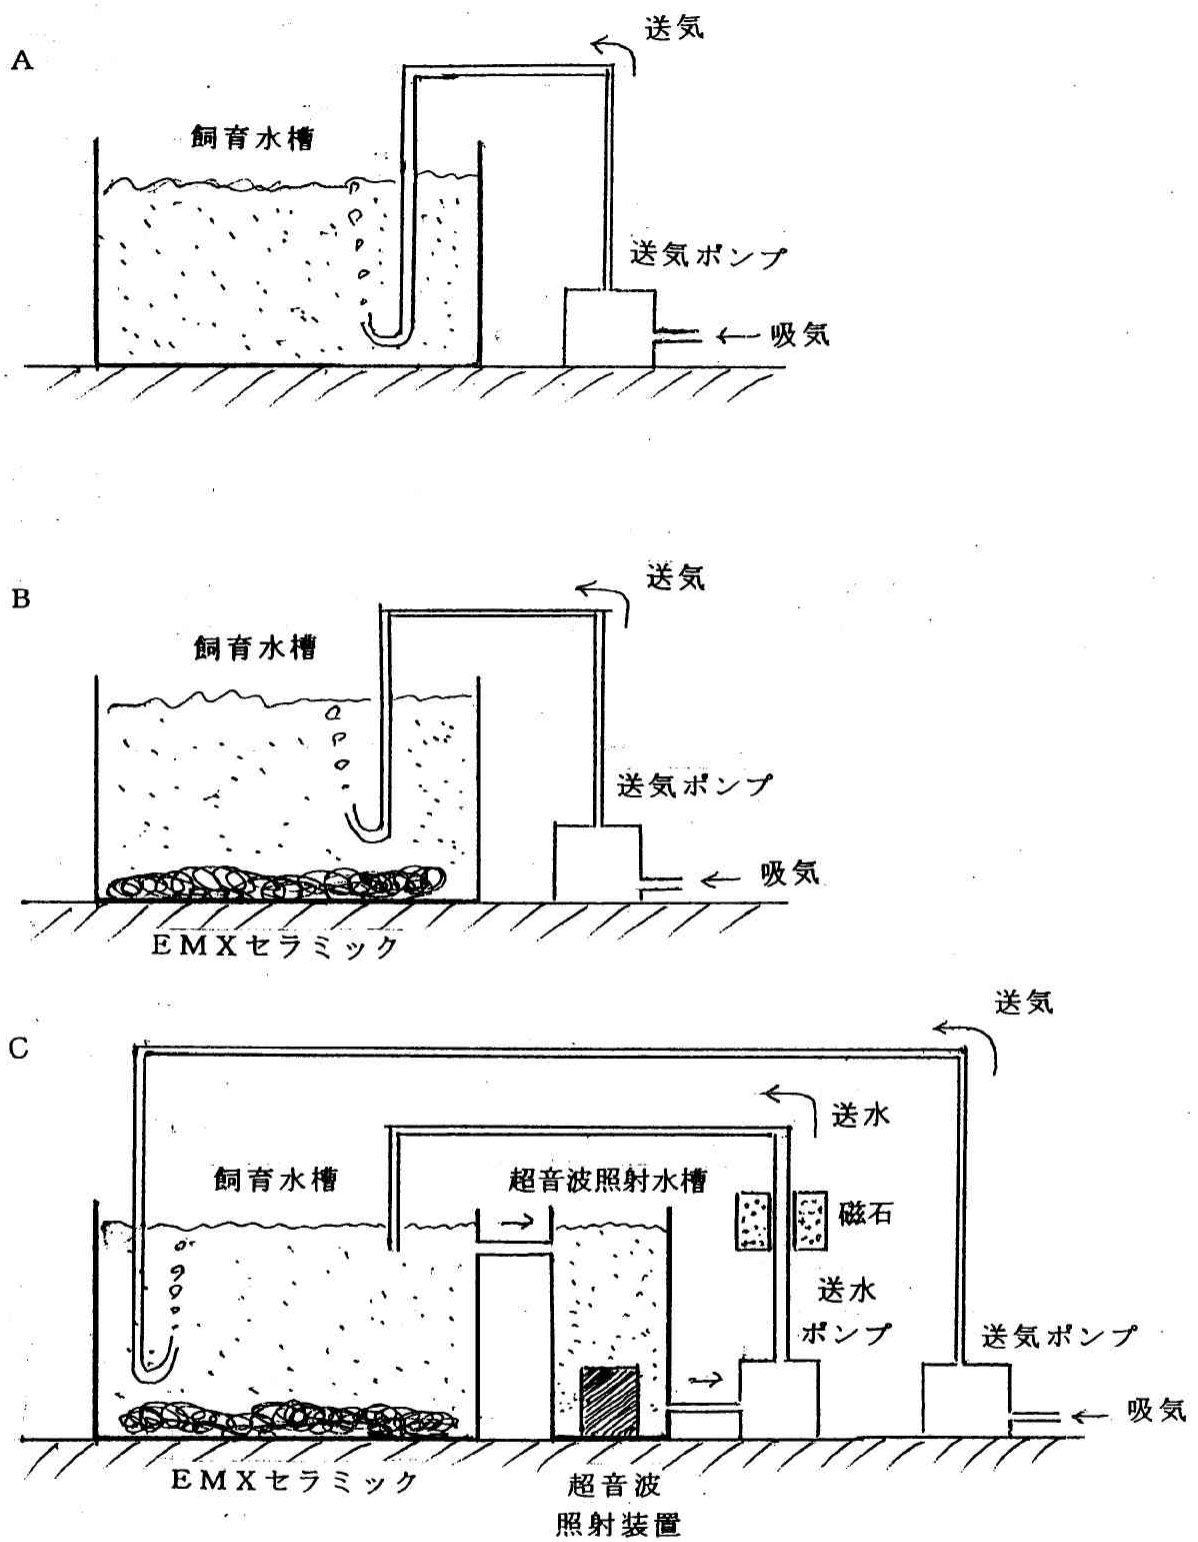 A
送気
飼育水槽
送気ポンプ
吸気
B
送気
飼育水槽
送気ポンプ
吸気
EMXセラミック
C
送気
送水
飼育水槽
超音波照射水槽
磁石
送水
ポンプ
送気ポンプ
吸気
EMXセラミック
超音波
照射装置